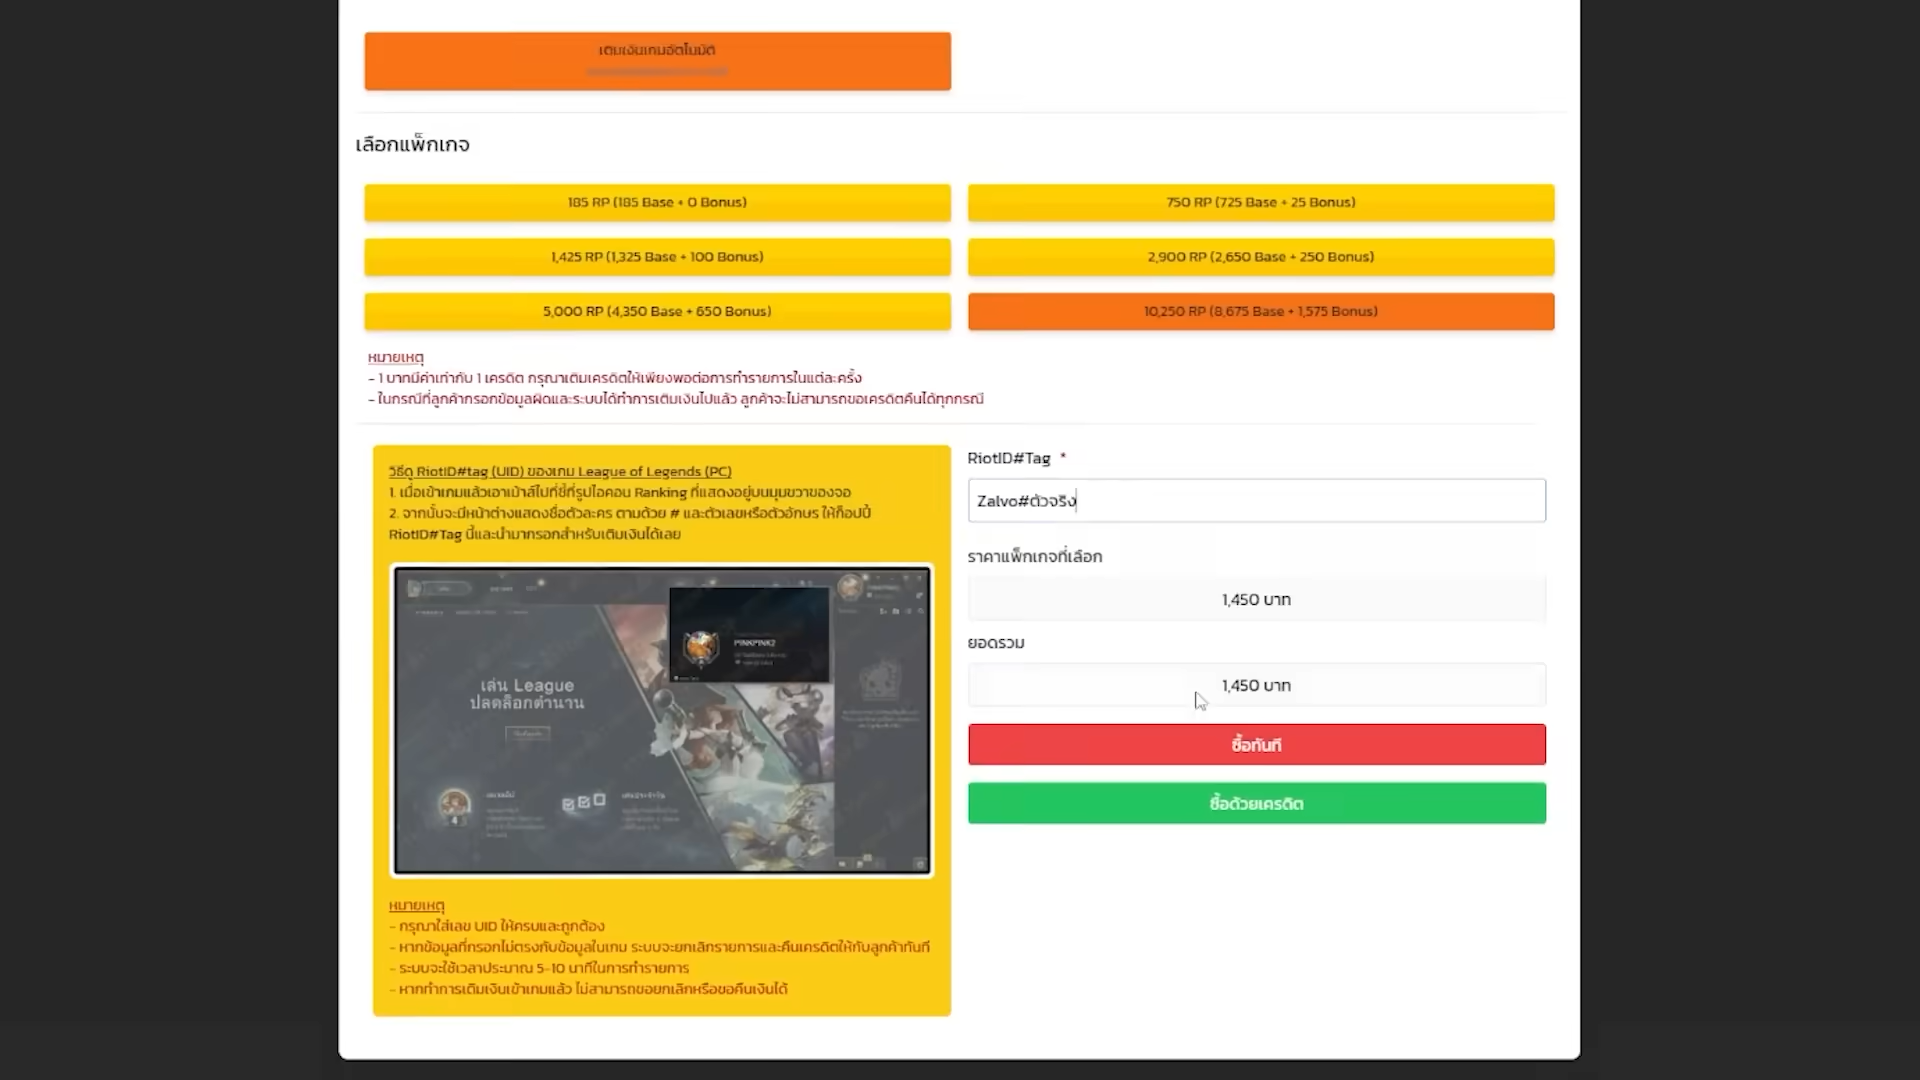 เติมเงินเกมอัตโนมัติ
เลือกแพ็กเกจ
185 RP (185 Base + 0 Bonus)
750 RP (725 Base + 25 Bonus)
1,425 RP (1,325 Base + 100 Bonus)
2,900 RP (2,650 Base + 250 Bonus)
5,000 RP (4,350 Base + 650 Bonus)
10,250 RP (8,675 Base + 1,575 Bonus)
หมายเหตุ
- 1 บาทมีค่าเท่ากับ 1 เครดิต กรุณาเติมเครดิตให้เพียงพอต่อการทำรายการในแต่ละครั้ง
- ในกรณีที่ลูกค้ากรอกข้อมูลผิดและระบบได้ทำการเติมเงินไปแล้ว ลูกค้าจะไม่สามารถขอเครดิตคืนได้ทุกกรณี
วิธีดู RiotID#tag (UID) ของเกม League of Legends (PC)
1. เมื่อเข้าเกมแล้วเอาเม้าส์ไปที่ชี้ที่รูปไอคอน Ranking ที่แสดงอยู่บนมุมขวาของจอ
2. จากนั้นจะมีหน้าต่างแสดงชื่อตัวละคร ตามด้วย # และตัวเลขหรือตัวอักษร ให้ก็อปปี้
RiotID#Tag นี้และนำมากรอกสำหรับเติมเงินได้เลย
PINKPINK2
เล่น League
ปลดล็อกตำนาน
4
หมายเหตุ
- กรุณาใส่เลข UID ให้ครบและถูกต้อง
- หากข้อมูลที่กรอกไม่ตรงกับข้อมูลในเกม ระบบจะยกเลิกรายการและคืนเครดิตให้กับลูกค้าทันที
- ระบบจะใช้เวลาประมาณ 5-10 นาทีในการทำรายการ
- หากทำการเติมเงินเข้าเกมแล้ว ไม่สามารถขอยกเลิกหรือขอคืนเงินได้
RiotID#Tag *
Zalvo#ตัวจริง
ราคาแพ็กเกจที่เลือก
1,450 บาท
ยอดรวม
1,450 บาท
ซื้อทันที
ซื้อด้วยเครดิต